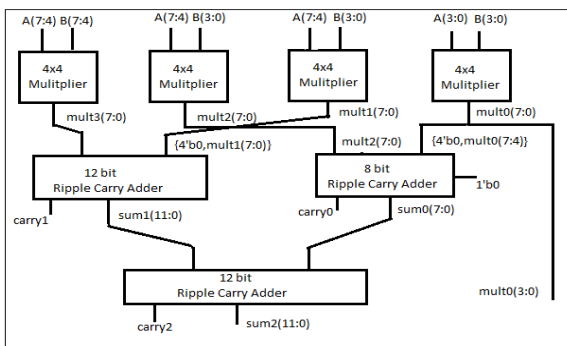 A(7:4) B(7:4)
A(7:4) B(3:0)
A(7:4) B(3:0)
A(3:0) B(3:0)
4x4
Mulitplier
4x4
Mulitplier
4x4
Mulitplier
4x4
Mulitplier
mult3(7:0)
mult2(7:0)
mult1(7:0)
mult0(7:0)
{4'b0,mult1(7:0)}
mult2(7:0)
{4'b0,mult0(7:4)}
12 bit
Ripple Carry Adder
8 bit
Ripple Carry Adder
1'b0
carry1
sum1(11:0)
carry0
sum0(7:0)
12 bit
Ripple Carry Adder
mult0(3:0)
carry2
sum2(11:0)